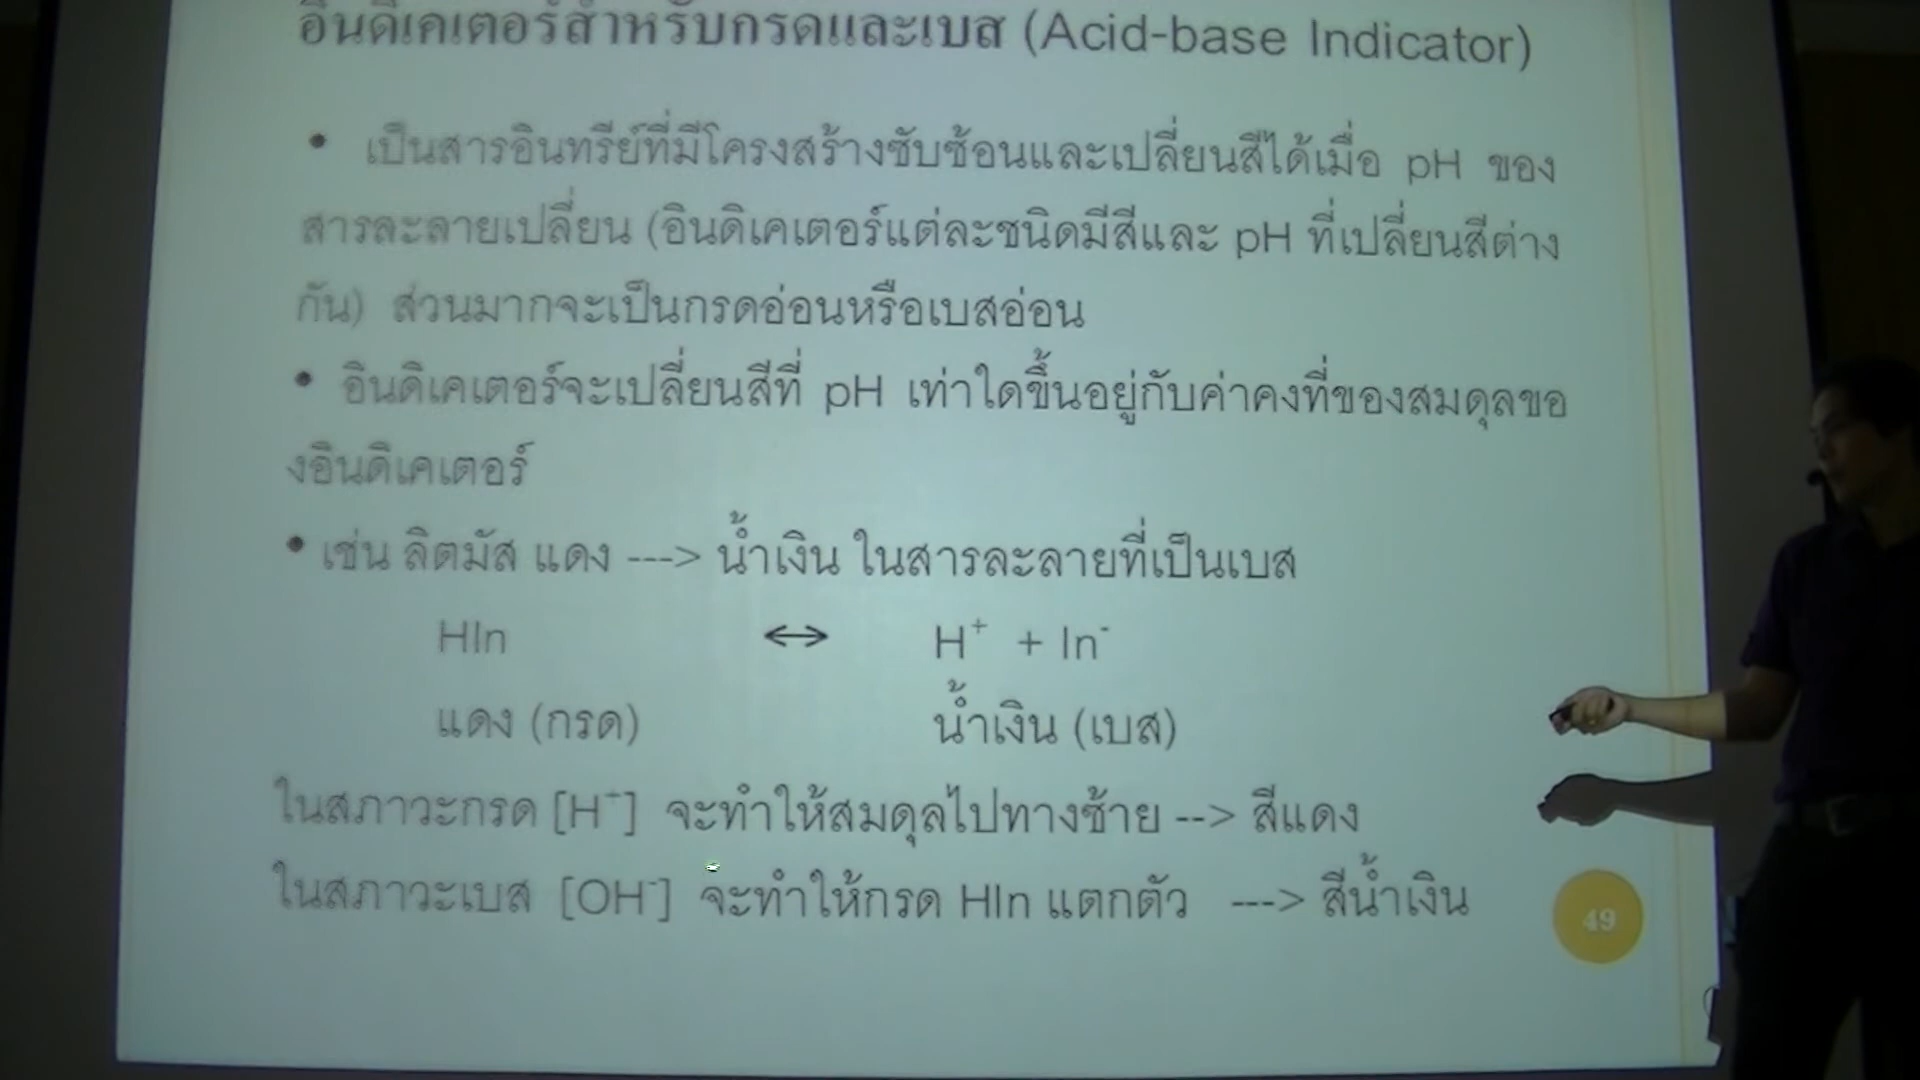 อินดิเคเตอร์สำหรับกรดและเบส (Acid-base Indicator)
• เป็นสารอินทรีย์ที่มีโครงสร้างซับซ้อนและเปลี่ยนสีได้เมื่อ pH ของ
สารละลายเปลี่ยน (อินดิเคเตอร์แต่ละชนิดมีสีและ pH ที่เปลี่ยนสีต่าง
กัน) ส่วนมากจะเป็นกรดอ่อนหรือเบสอ่อน
• อินดิเคเตอร์จะเปลี่ยนสีที่ pH เท่าใดขึ้นอยู่กับค่าคงที่ของสมดุลขอ
งอินดิเคเตอร์
• เช่น ลิตมัส แดง ---> น้ำเงิน ในสารละลายที่เป็นเบส
HIn ↔ H⁺ + In⁻
แดง (กรด) น้ำเงิน (เบส)
ในสภาวะกรด [H⁺] จะทำให้สมดุลไปทางซ้าย --> สีแดง
ในสภาวะเบส [OH⁻] จะทำให้กรด HIn แตกตัว ---> สีน้ำเงิน
49